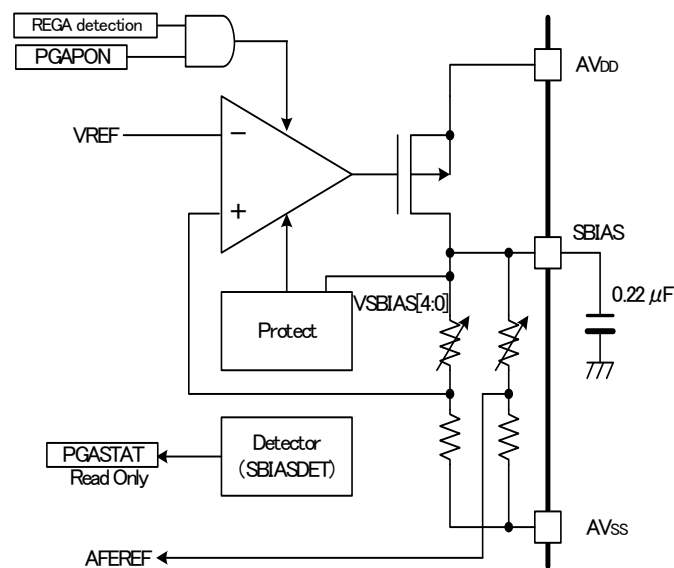 REGA detection
PGAPON
AVDD
VREF
−
+
SBIAS
0.22 μF
VSBIAS[4:0]
Protect
Detector
(SBIASDET)
PGASTAT
Read Only
AVSS
AFEREF